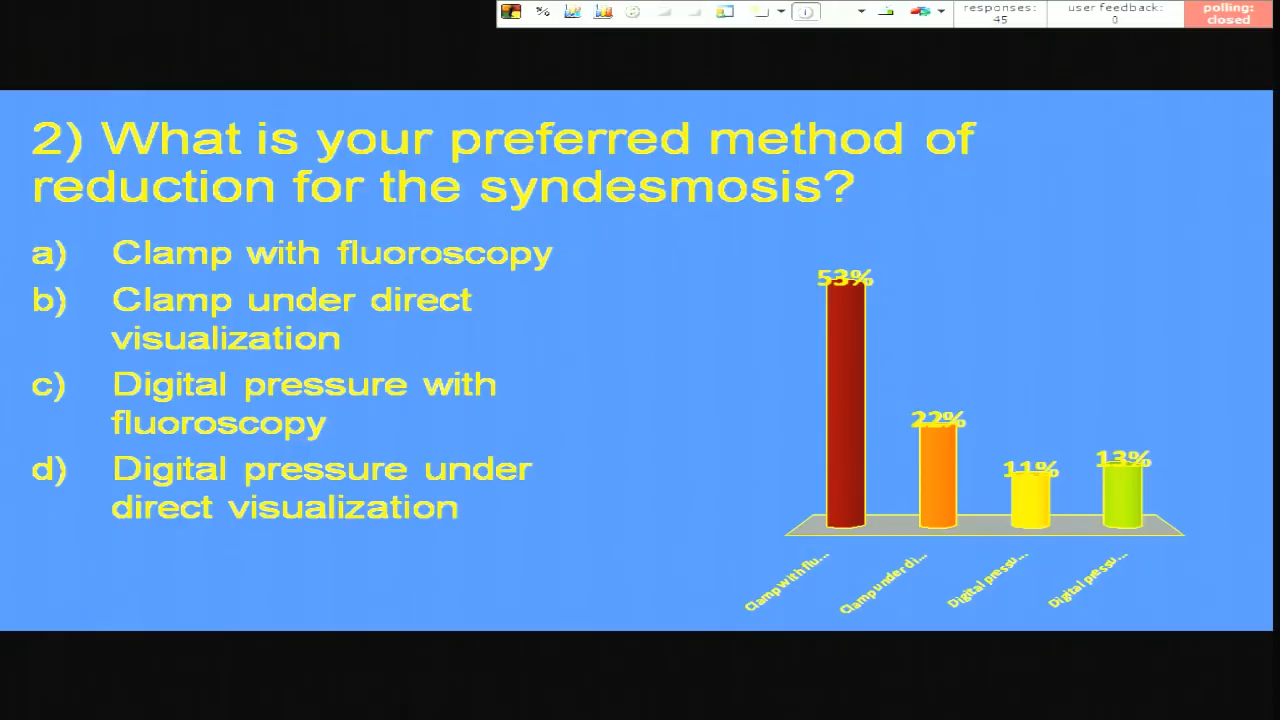 responses:
45
user feedback:
0
polling:
closed
%
2) What is your preferred method of
reduction for the syndesmosis?
a) Clamp with fluoroscopy
b) Clamp under direct
visualization
c) Digital pressure with
fluoroscopy
d) Digital pressure under
direct visualization
53%
22%
11%
13%
Clamp with flu...
Clamp under di...
Digital pressu...
Digital pressu...